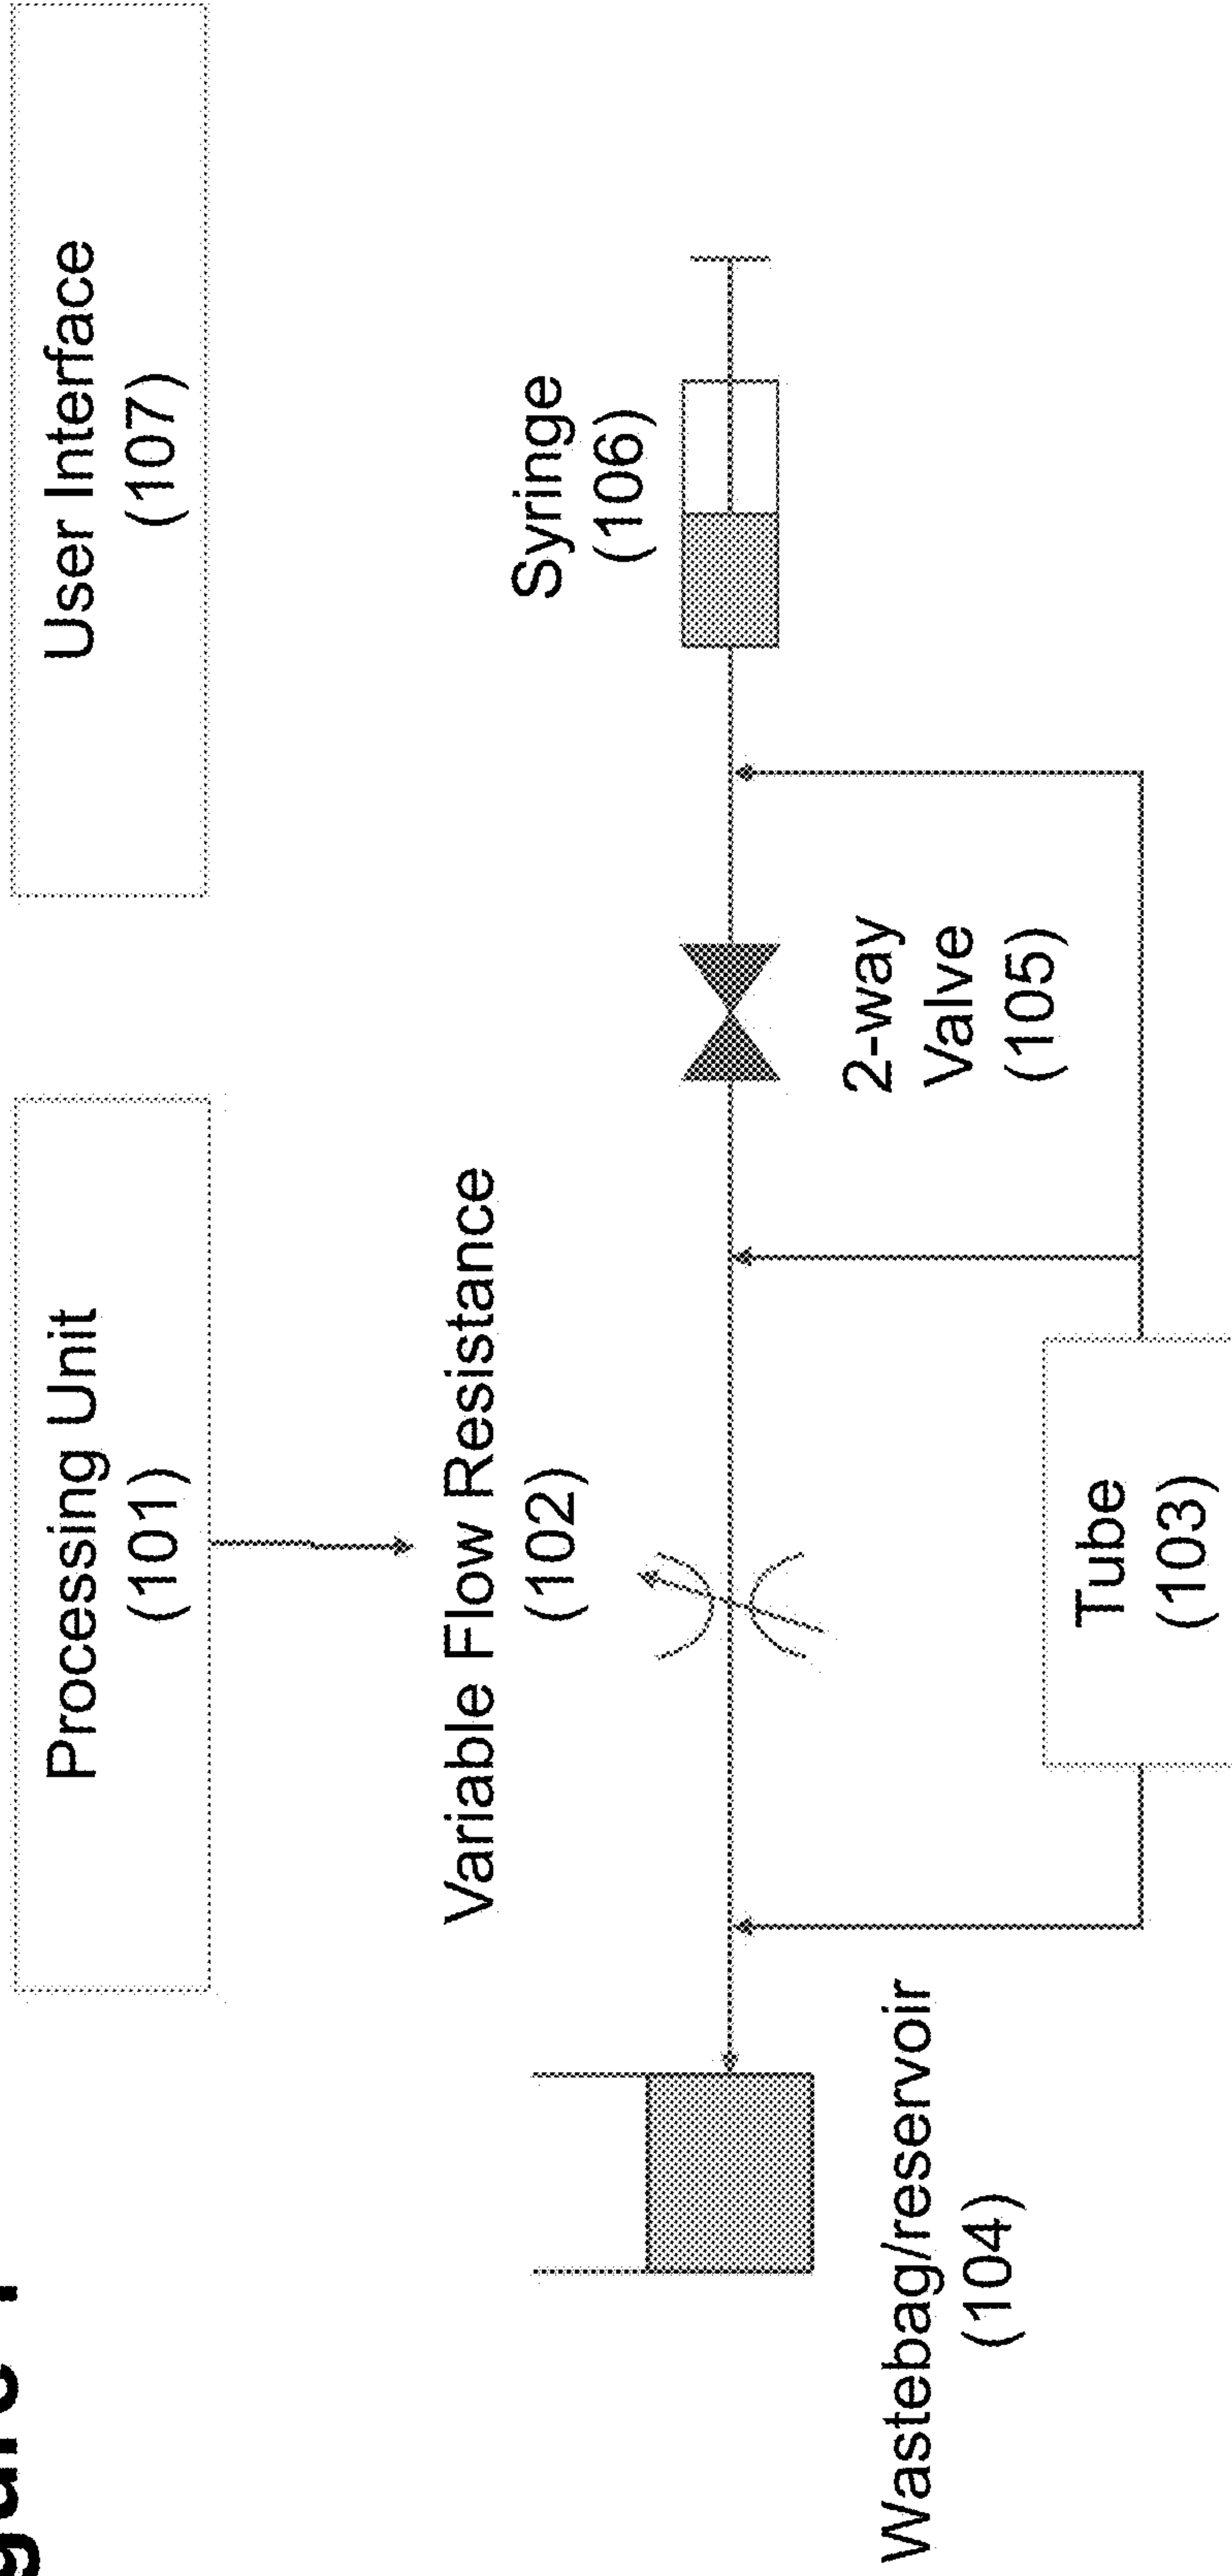 Processing Unit
(101)
User Interface
(107)
Variable Flow Resistance
(102)
Syringe
(106)
Wastebag/reservoir
(104)
2-way
Valve
(105)
Tube
(103)